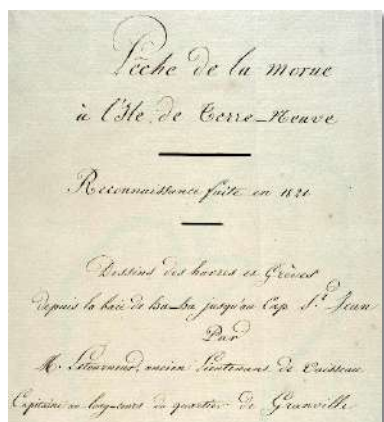 Pêche de la morue
à l'Ile de Terre-Neuve
Reconnaissance faite en 1821
Dessins des havres et Grèves
depuis la baie de Ha-Ha jusqu'au Cap St. Jean
Par
M. Letourneur, ancien Lieutenant de Vaisseau
Capitaine au long-cours du quartier de Granville